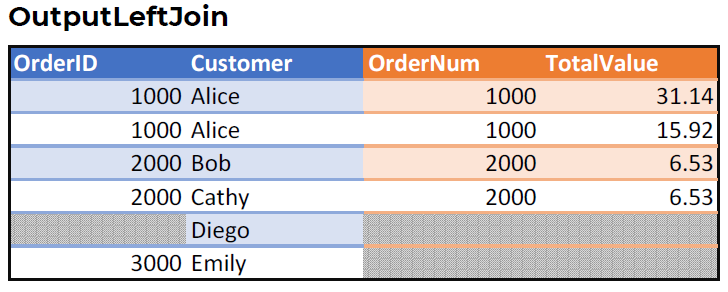 OutputLeftJoin
OrderID Customer OrderNum TotalValue
1000 Alice 1000 31.14
1000 Alice 1000 15.92
2000 Bob 2000 6.53
2000 Cathy 2000 6.53
Diego
3000 Emily